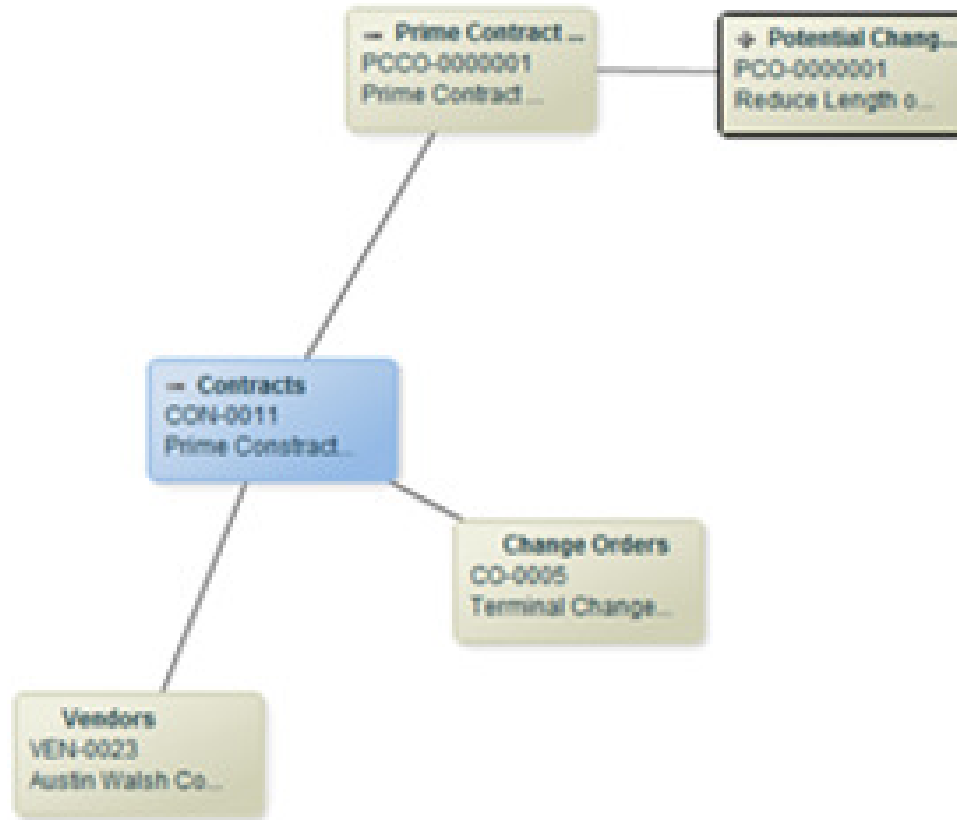 Prime Contract ...
PCCO-0000001
Prime Contract ...
Potential Chang...
PCO-0000001
Reduce Length o...
Contracts
CON-0011
Prime Constract...
Change Orders
CO-0005
Terminal Change...
Vendors
VEN-0023
Austin Walsh Co...